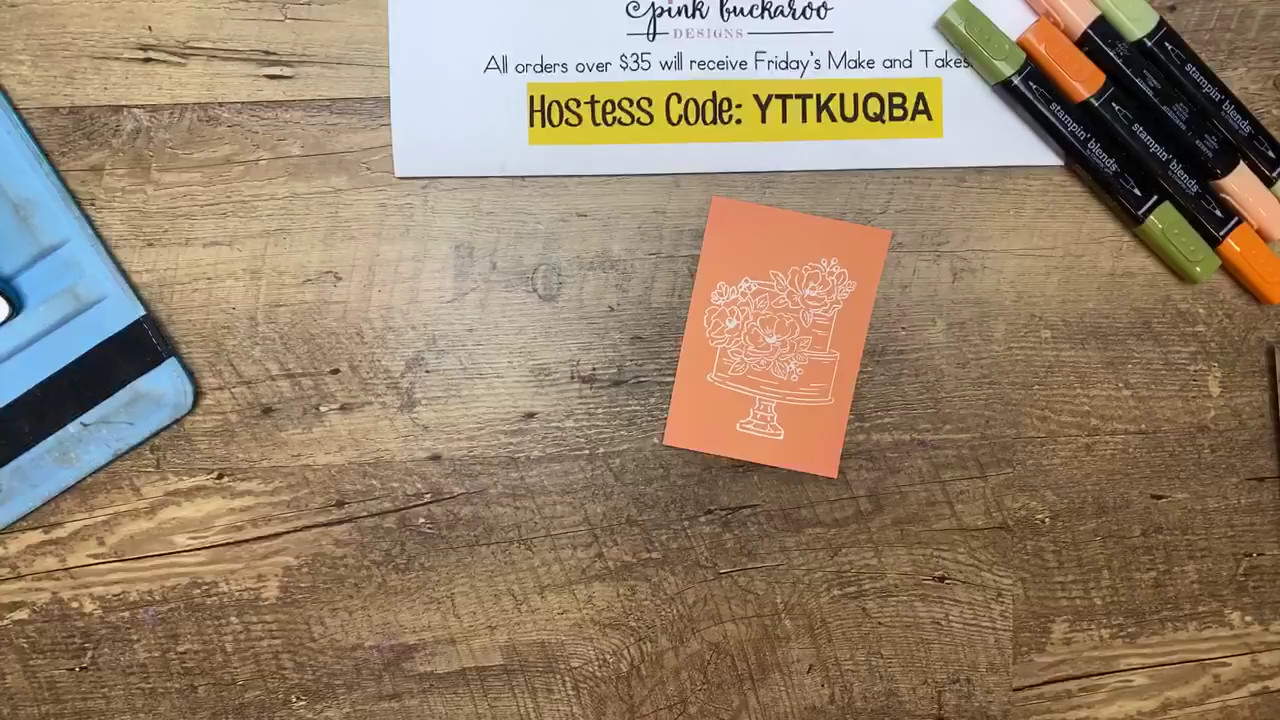 pink buckaroo
DESIGNS
All orders over $35 will receive Friday's Make and Takes
Hostess Code: YTTKUQBA
stampin' blends
stampin' blends
stampin' blends